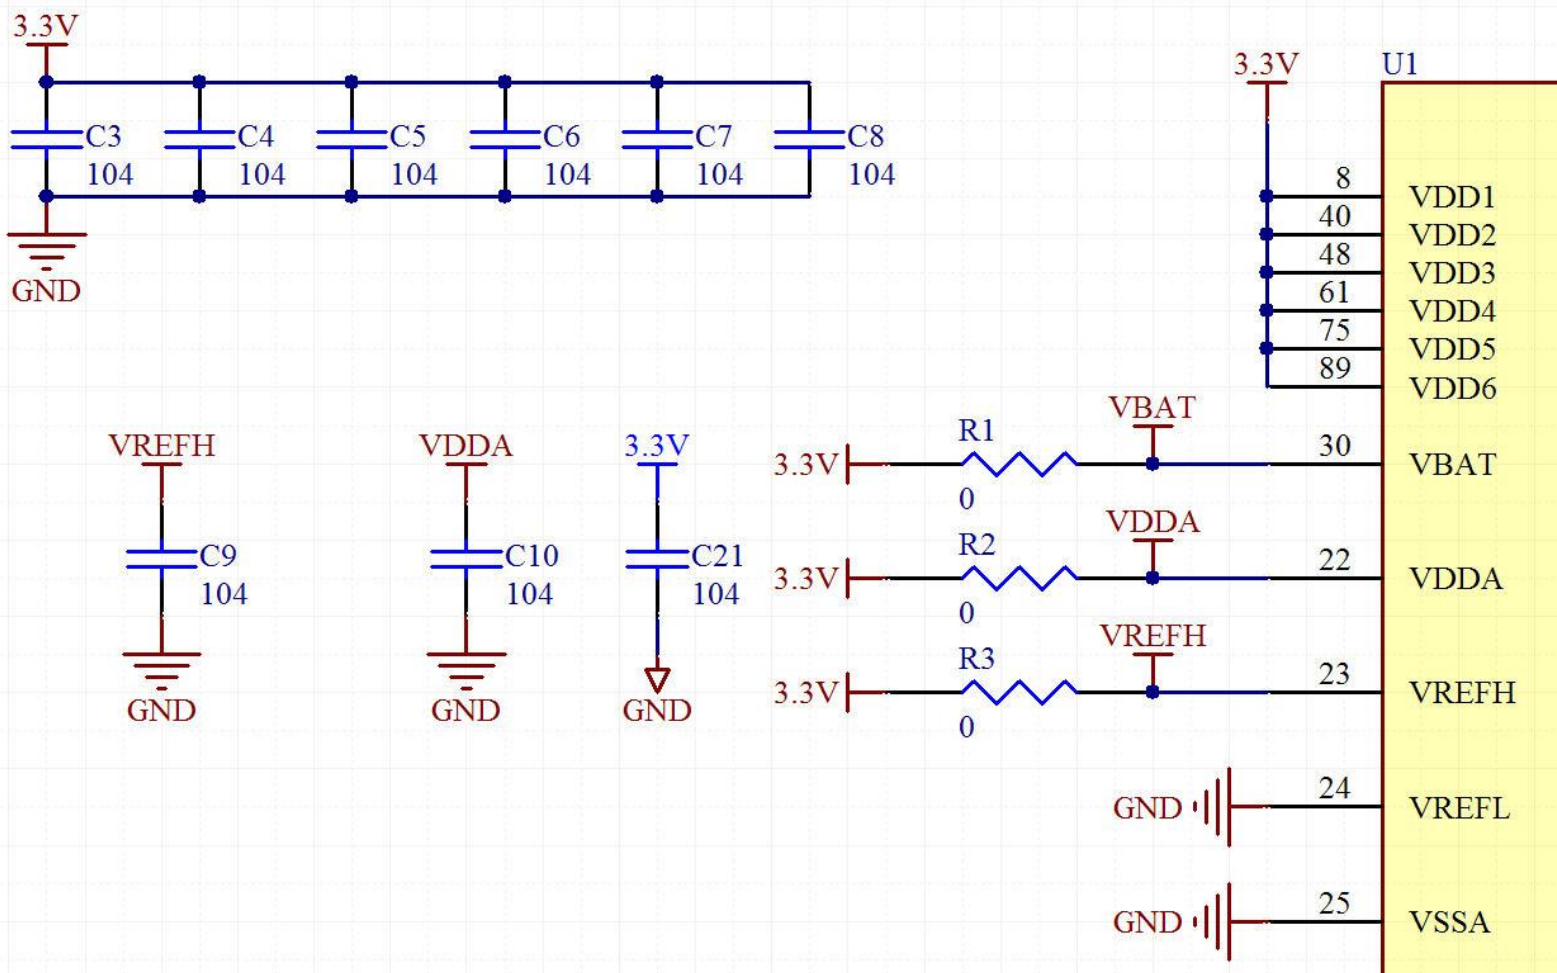 3.3V
C3
104
C4
104
C5
104
C6
104
C7
104
C8
104
GND
3.3V
U1
8
VDD1
40
VDD2
48
VDD3
61
VDD4
75
VDD5
89
VDD6
VREFH
C9
104
GND
VDDA
C10
104
GND
3.3V
C21
104
GND
3.3V
R1
0
VBAT
30
VBAT
3.3V
R2
0
VDDA
22
VDDA
3.3V
R3
0
VREFH
23
VREFH
GND
24
VREFL
GND
25
VSSA